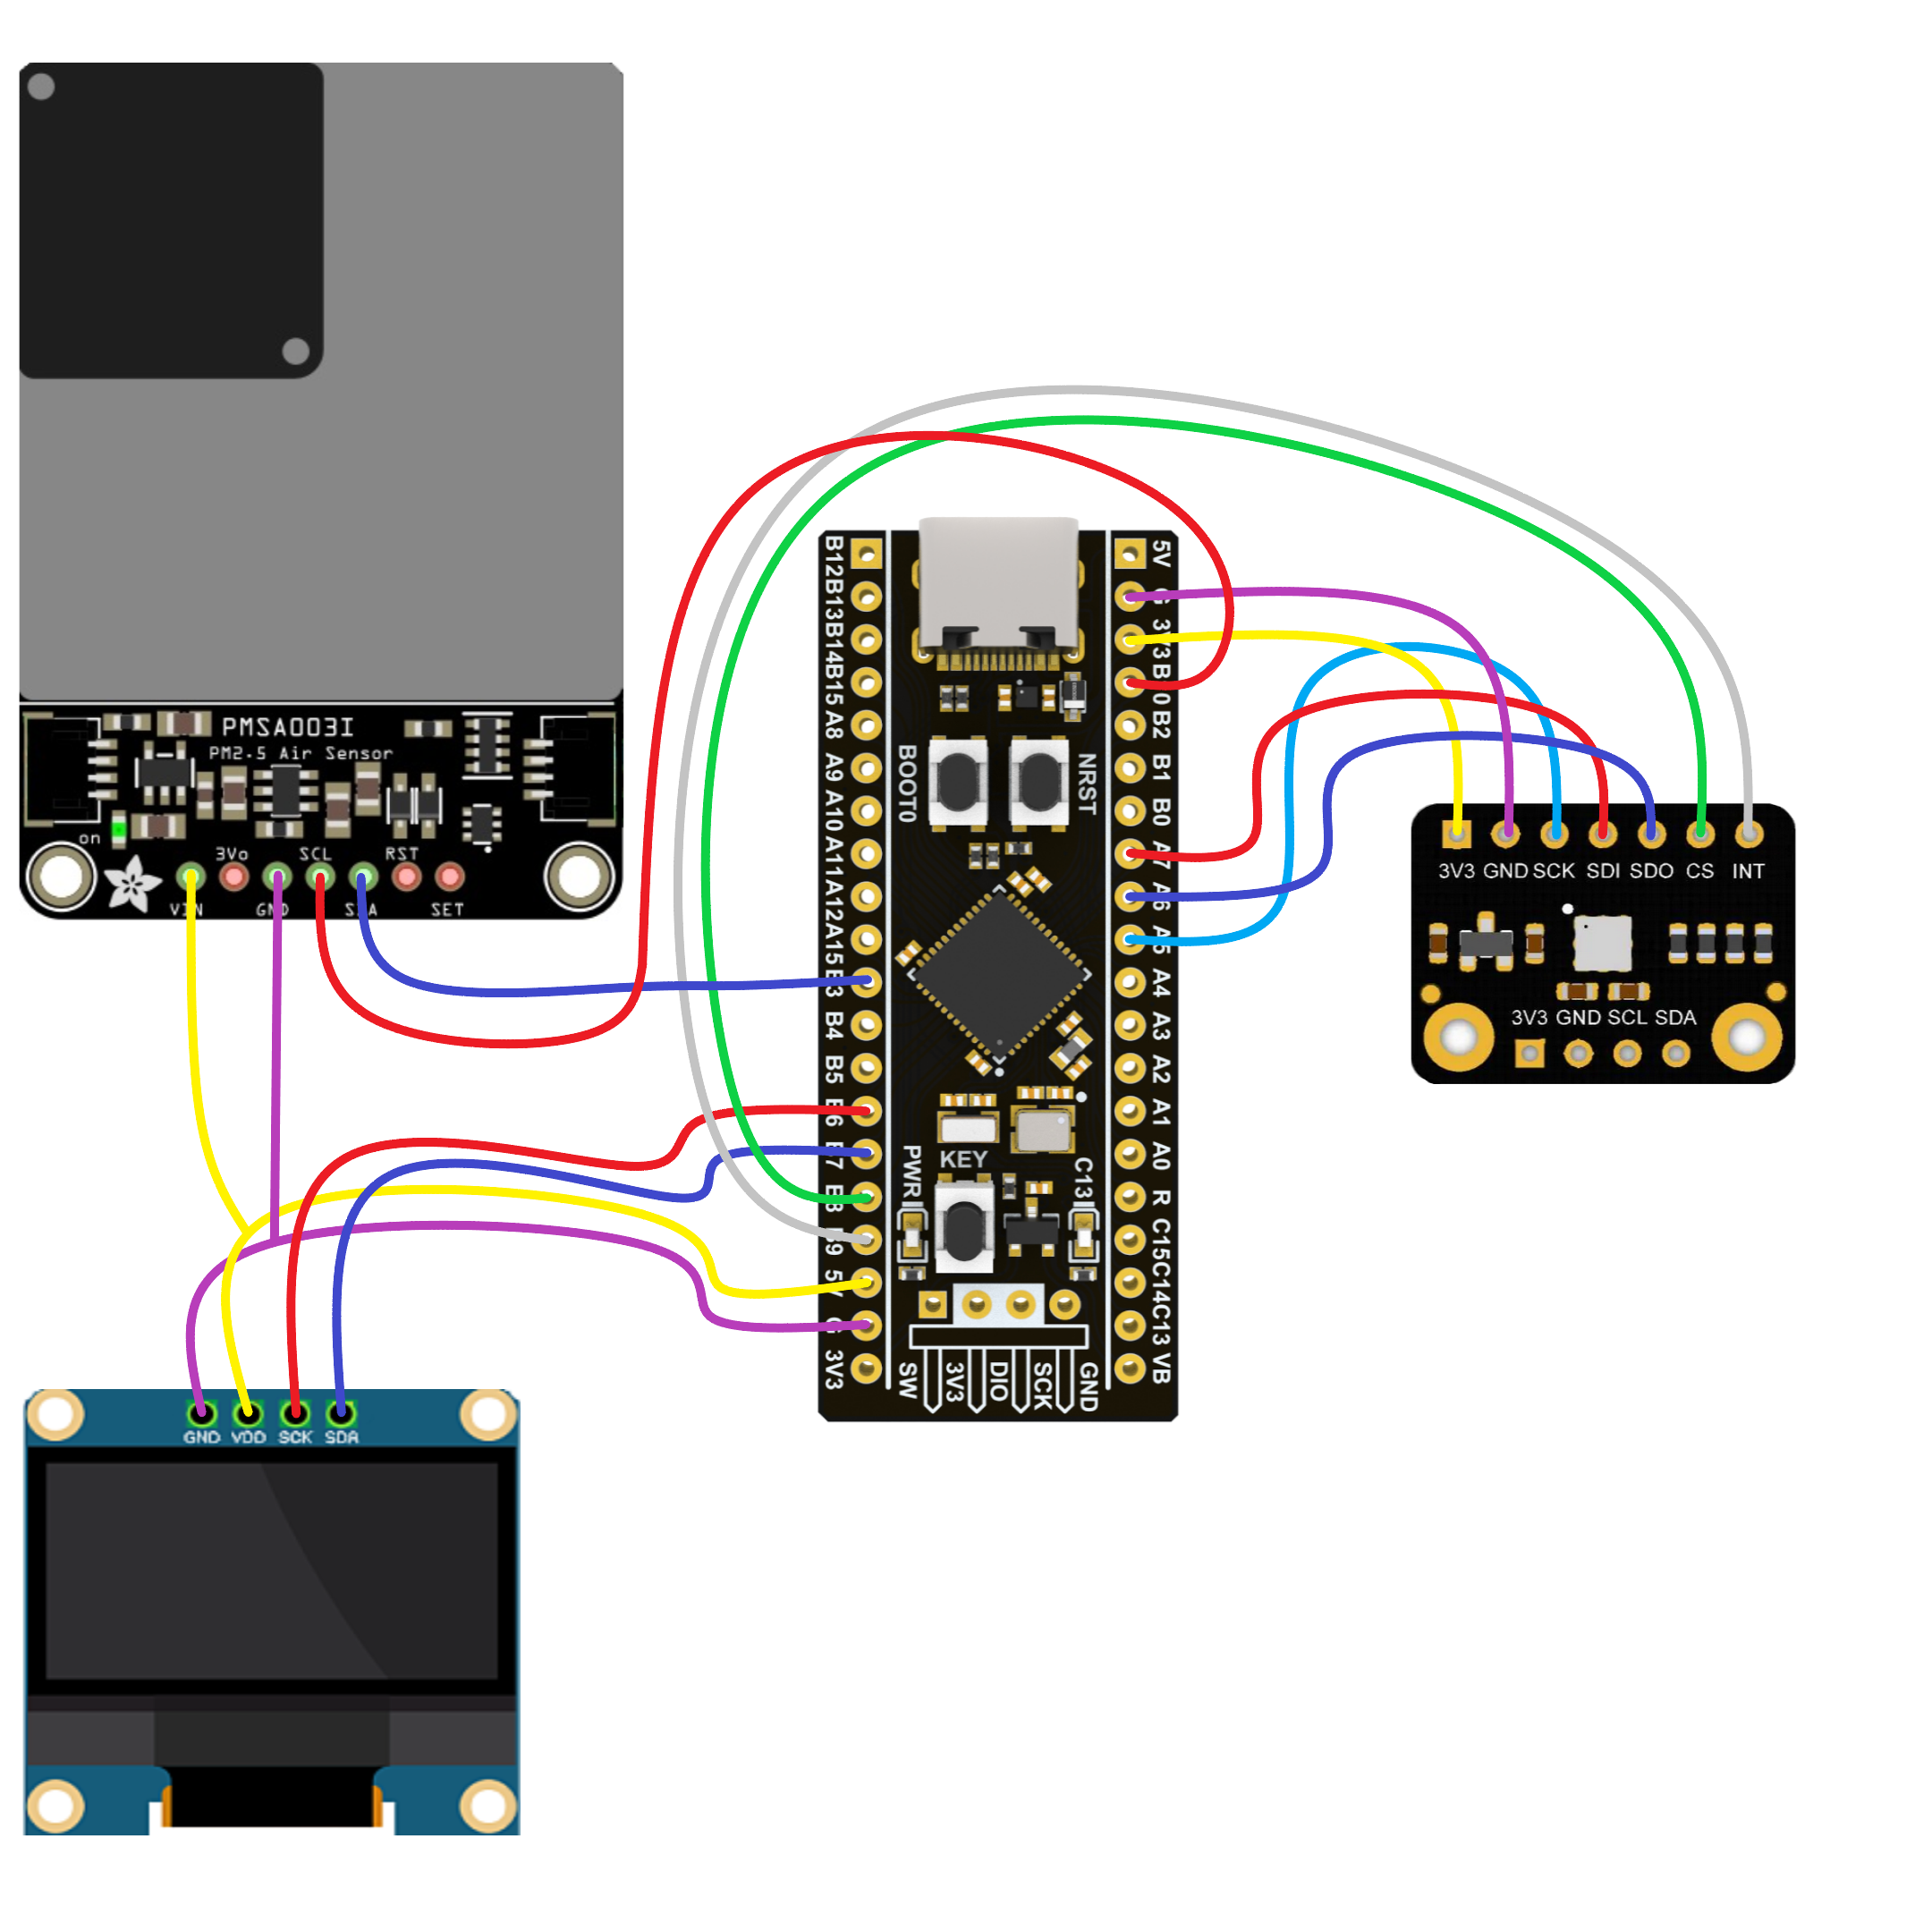 PMSA003I
PM2.5 Air Sensor
on
3Vo
SCL
RST
VIN
GND
SDA
SET
B12
B13
B14
B15
A8
A9
A10
A11
A12
A15
B3
B4
B5
B6
B7
B8
B9
5V
G
3V3
BOOT0
NRST
PWR
KEY
C13
SW
3V3
DIO
SCK
GND
5V
G
3V3
B10
B2
B1
B0
A7
A6
A5
A4
A3
A2
A1
A0
R
C15
C14
C13
VB
3V3 GND SCK SDI SDO CS INT
3V3 GND SCL SDA
GND VDD SCK SDA